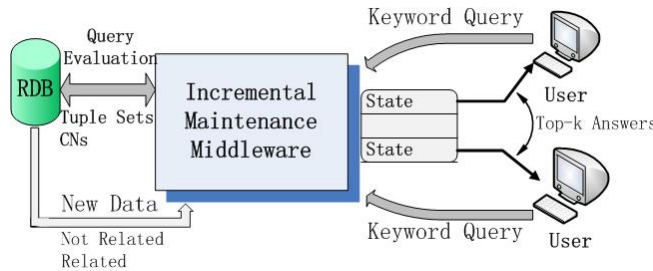 Keyword Query
Query
Evaluation
RDB
Tuple Sets
CNs
Incremental
Maintenance
Middleware
State
State
User
Top-k Answers
New Data
Not Related
Related
Keyword Query
User